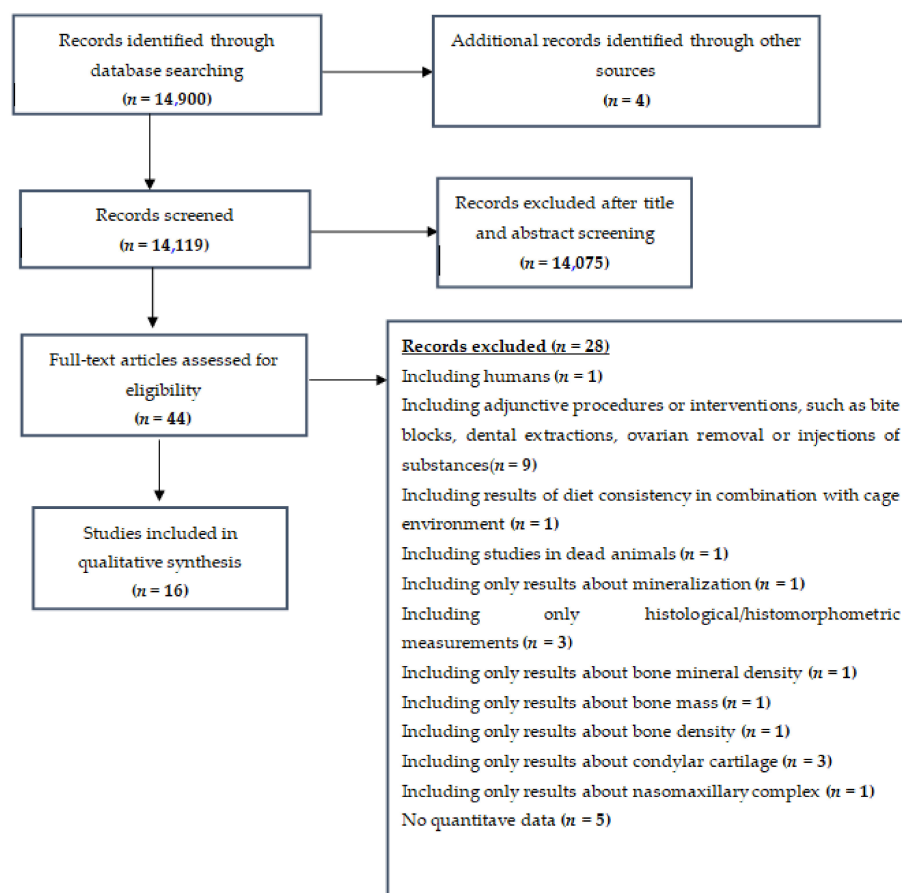 Records identified through
database searching
(n = 14,900)
Additional records identified through other
sources
(n = 4)
Records screened
(n = 14,119)
Records excluded after title
and abstract screening
(n = 14,075)
Full-text articles assessed for
eligibility
(n = 44)
Records excluded (n = 28)
Including humans (n = 1)
Including adjunctive procedures or interventions, such as bite
blocks, dental extractions, ovarian removal or injections of
substances(n = 9)
Including results of diet consistency in combination with cage
environment (n = 1)
Including studies in dead animals (n = 1)
Including only results about mineralization (n = 1)
Including only histological/histomorphometric
measurements (n = 3)
Including only results about bone mineral density (n = 1)
Including only results about bone mass (n = 1)
Including only results about bone density (n = 1)
Including only results about condylar cartilage (n = 3)
Including only results about nasomaxillary complex (n = 1)
No quantitave data (n = 5)
Studies included in
qualitative synthesis
(n = 16)